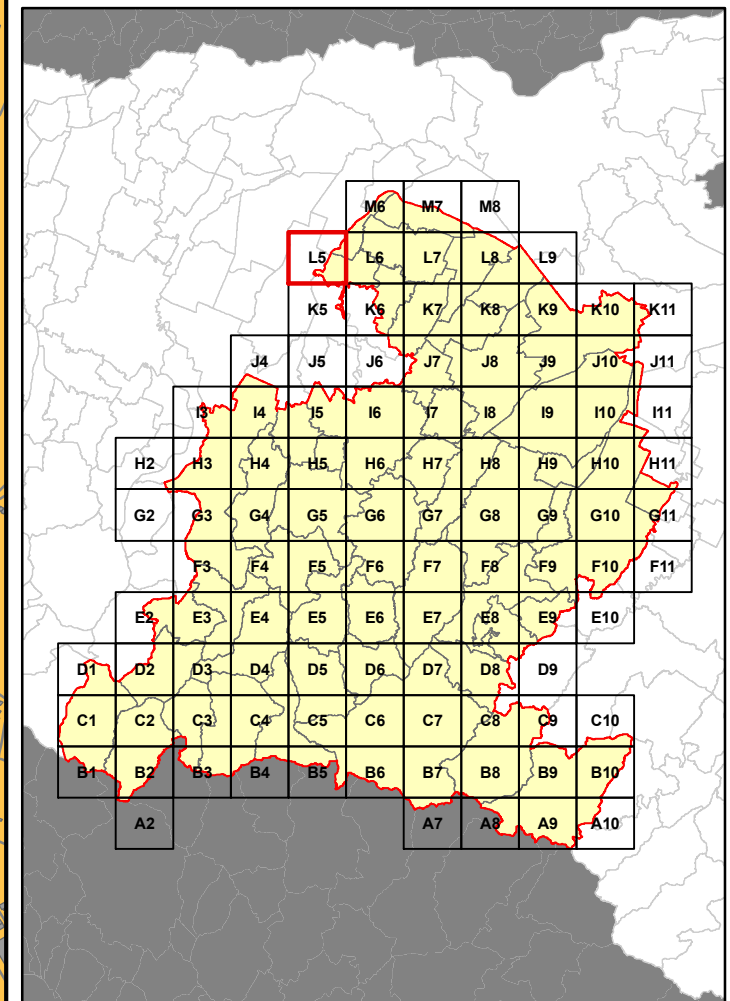 M6 M7 M8
L5 L6 L7 L8 L9
K5 K6 K7 K8 K9 K10 K11
J4 J5 J6 J7 J8 J9 J10 J11
I3 I4 I5 I6 I7 I8 I9 I10 I11
H2 H3 H4 H5 H6 H7 H8 H9 H10 H11
G2 G3 G4 G5 G6 G7 G8 G9 G10 G11
F3 F4 F5 F6 F7 F8 F9 F10 F11
E2 E3 E4 E5 E6 E7 E8 E9 E10
D1 D2 D3 D4 D5 D6 D7 D8 D9
C1 C2 C3 C4 C5 C6 C7 C8 C9 C10
B1 B2 B3 B4 B5 B6 B7 B8 B9 B10
A2 A7 A8 A9 A10